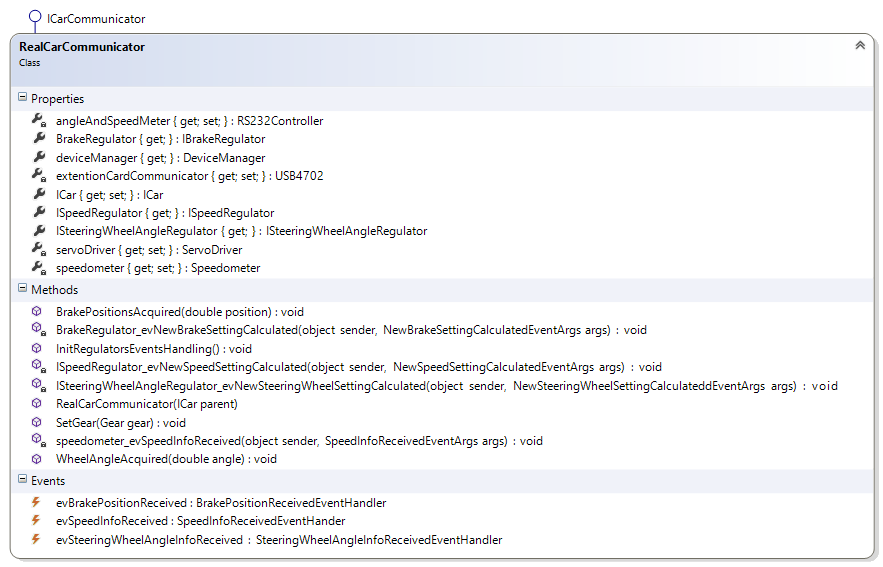 ICarCommunicator
RealCarCommunicator
Class
Properties
angleAndSpeedMeter { get; set; } : RS232Controller
BrakeRegulator { get; } : IBrakeRegulator
deviceManager { get; } : DeviceManager
extentionCardCommunicator { get; set; } : USB4702
ICar { get; set; } : ICar
ISpeedRegulator { get; } : ISpeedRegulator
ISteeringWheelAngleRegulator { get; } : ISteeringWheelAngleRegulator
servoDriver { get; set; } : ServoDriver
speedometer { get; set; } : Speedometer
Methods
BrakePositionsAcquired(double position) : void
BrakeRegulator_evNewBrakeSettingCalculated(object sender, NewBrakeSettingCalculatedEventArgs args) : void
InitRegulatorsEventsHandling() : void
ISpeedRegulator_evNewSpeedSettingCalculated(object sender, NewSpeedSettingCalculatedEventArgs args) : void
ISteeringWheelAngleRegulator_evNewSteeringWheelSettingCalculated(object sender, NewSteeringWheelSettingCalculateddEventArgs args) : void
RealCarCommunicator(ICar parent)
SetGear(Gear gear) : void
speedometer_evSpeedInfoReceived(object sender, SpeedInfoReceivedEventArgs args) : void
WheelAngleAcquired(double angle) : void
Events
evBrakePositionReceived : BrakePositionReceivedEventHandler
evSpeedInfoReceived : SpeedInfoReceivedEventHander
evSteeringWheelAngleInfoReceived : SteeringWheelAngleInfoReceivedEventHandler